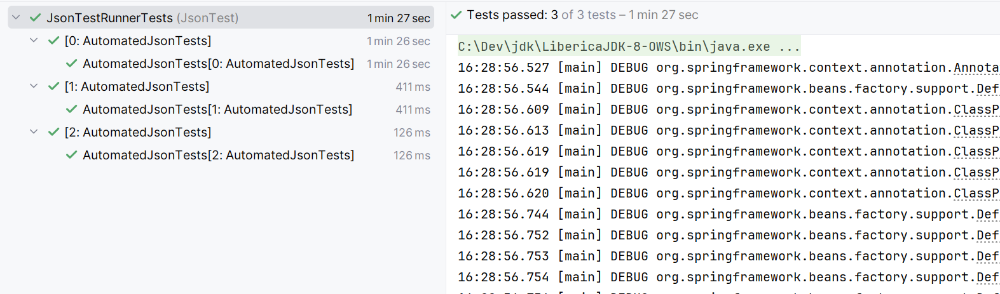 JsonTestRunnerTests (JsonTest) 1 min 27 sec
[0: AutomatedJsonTests] 1 min 26 sec
AutomatedJsonTests[0: AutomatedJsonTests] 1 min 26 sec
[1: AutomatedJsonTests] 411 ms
AutomatedJsonTests[1: AutomatedJsonTests] 411 ms
[2: AutomatedJsonTests] 126 ms
AutomatedJsonTests[2: AutomatedJsonTests] 126 ms
Tests passed: 3 of 3 tests – 1 min 27 sec
C:\Dev\jdk\LibericaJDK-8-OWS\bin\java.exe ...
16:28:56.527 [main] DEBUG org.springframework.context.annotation.Annota
16:28:56.544 [main] DEBUG org.springframework.beans.factory.support.Def
16:28:56.609 [main] DEBUG org.springframework.context.annotation.ClassP
16:28:56.613 [main] DEBUG org.springframework.context.annotation.ClassP
16:28:56.619 [main] DEBUG org.springframework.context.annotation.ClassP
16:28:56.619 [main] DEBUG org.springframework.context.annotation.ClassP
16:28:56.620 [main] DEBUG org.springframework.context.annotation.ClassP
16:28:56.744 [main] DEBUG org.springframework.beans.factory.support.Def
16:28:56.752 [main] DEBUG org.springframework.beans.factory.support.Def
16:28:56.753 [main] DEBUG org.springframework.beans.factory.support.Def
16:28:56.754 [main] DEBUG org.springframework.beans.factory.support.Def